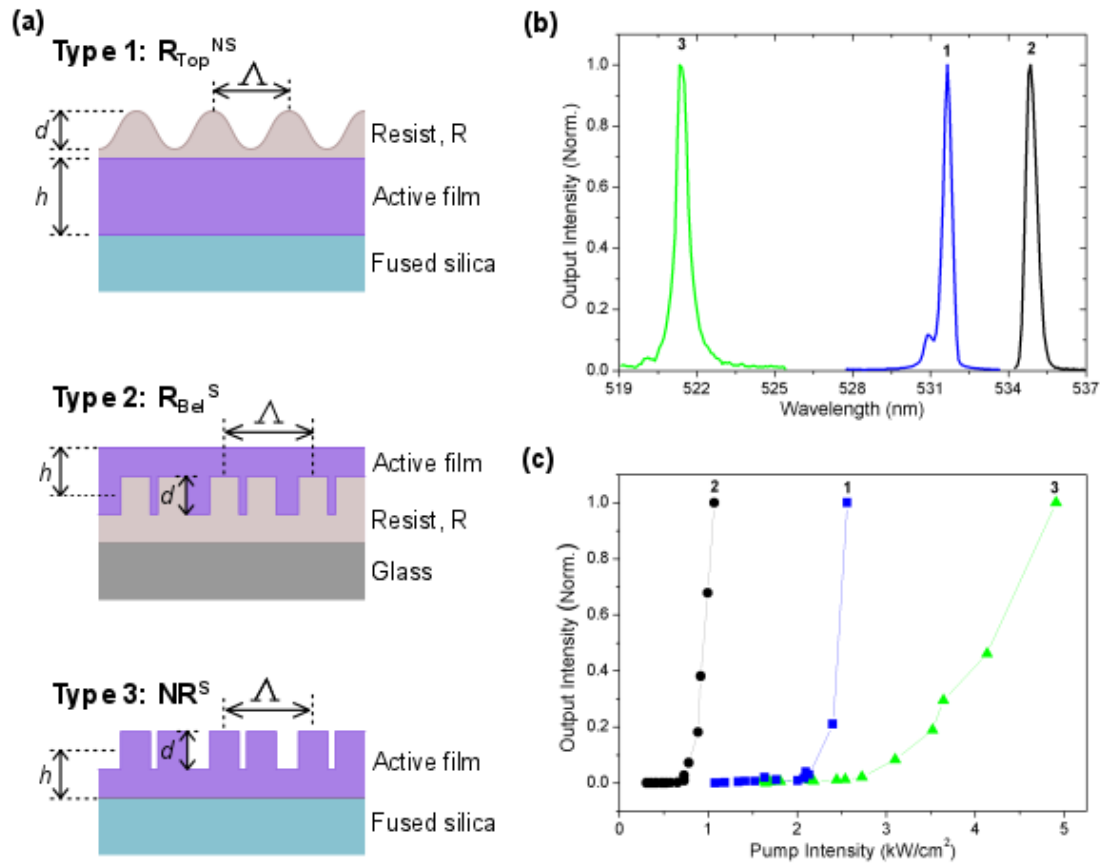 (a)
Type 1: R_Top^NS
Λ
d
h
Resist, R
Active film
Fused silica
Type 2: R_Bel^S
Λ
h
d
Active film
Resist, R
Glass
Type 3: NR^S
Λ
d
h
Active film
Fused silica
(b)
3
1
2
1.0
0.8
0.6
0.4
0.2
0.0
Output Intensity (Norm.)
519 522 525 528 531 534 537
Wavelength (nm)
(c)
2
1
3
1.0
0.8
0.6
0.4
0.2
0.0
Output Intensity (Norm.)
0 1 2 3 4 5
Pump Intensity (kW/cm²)